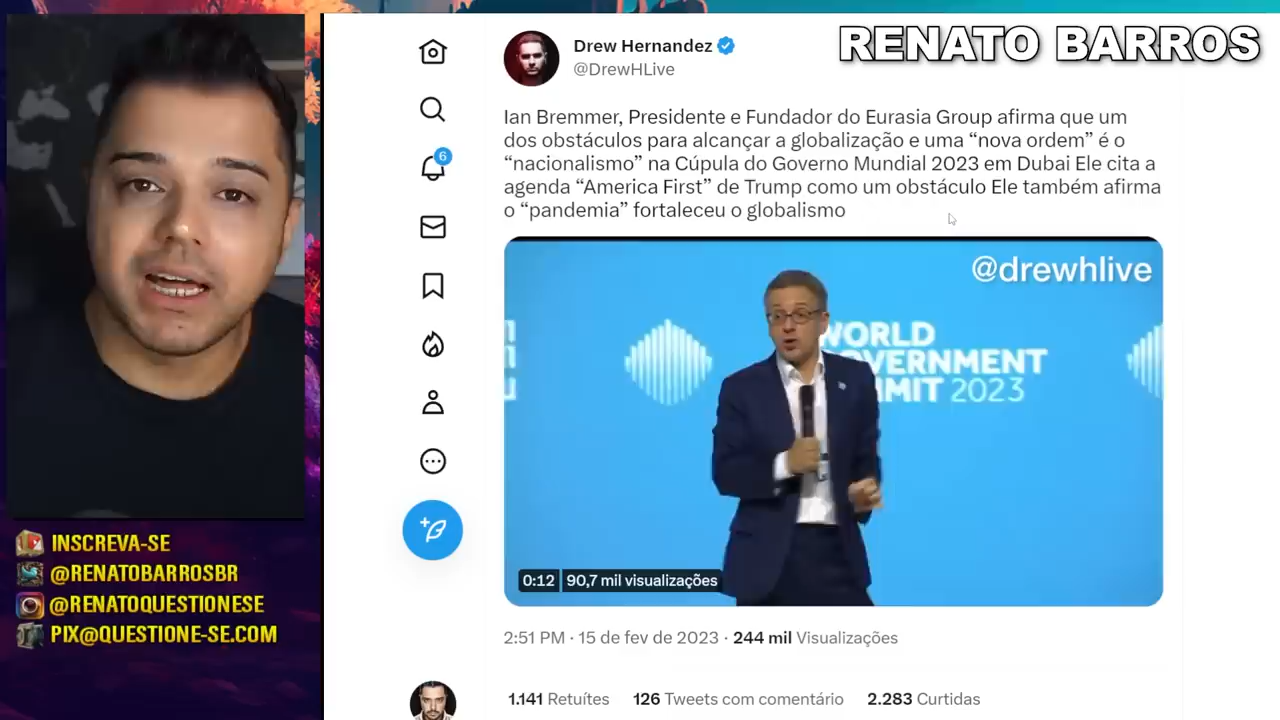 RENATO BARROS
Drew Hernandez
@DrewHLive
6
Ian Bremmer, Presidente e Fundador do Eurasia Group afirma que um
dos obstáculos para alcançar a globalização e uma “nova ordem” é o
“nacionalismo” na Cúpula do Governo Mundial 2023 em Dubai Ele cita a
agenda “America First” de Trump como um obstáculo Ele também afirma
o “pandemia” fortaleceu o globalismo
@drewhlive
WORLD
GOVERNMENT
MIT 2023
0:12 90,7 mil visualizações
2:51 PM · 15 de fev de 2023 · 244 mil Visualizações
1.141 Retuítes 126 Tweets com comentário 2.283 Curtidas
INSCREVA-SE
@RENATOBARROSBR
@RENATOQUESTIONESE
PIX@QUESTIONE-SE.COM